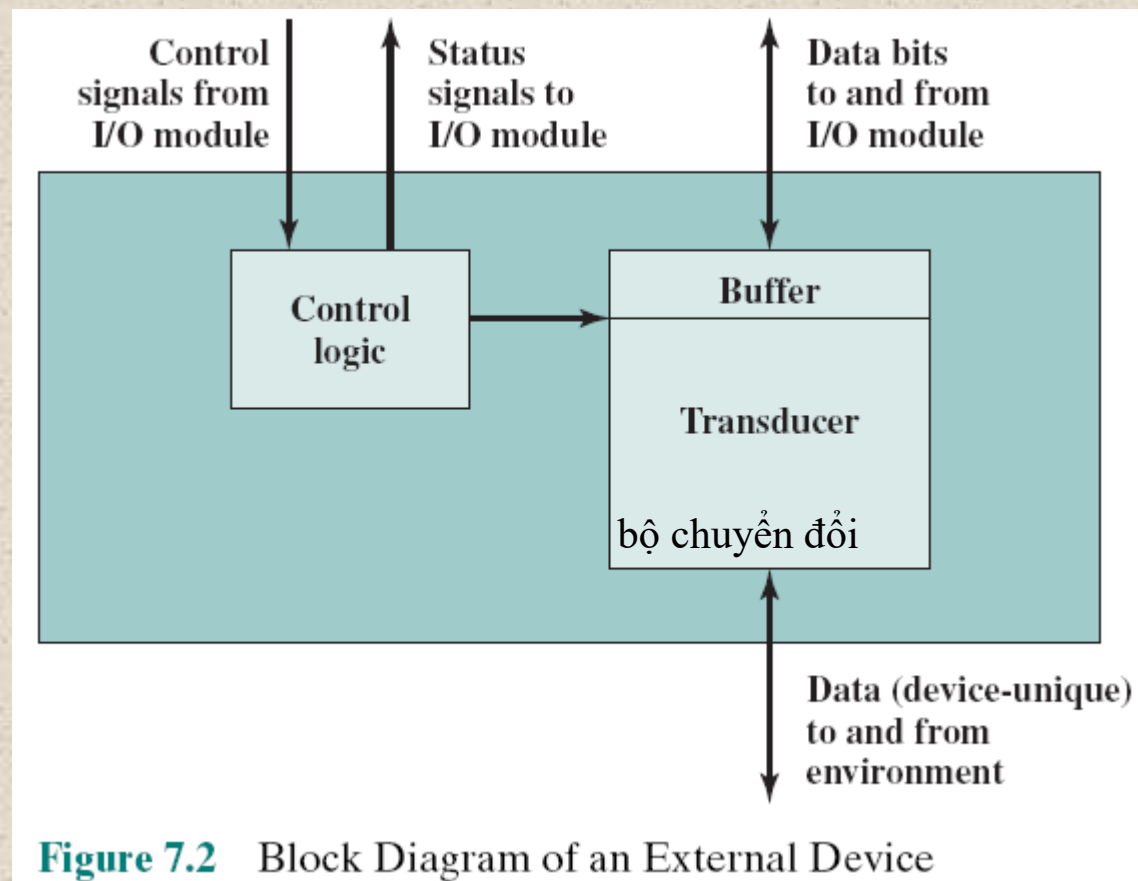 Control
signals from
I/O module
Status
signals to
I/O module
Data bits
to and from
I/O module
Control
logic
Buffer
Transducer
bộ chuyển đổi
Data (device-unique)
to and from
environment
Figure 7.2 Block Diagram of an External Device